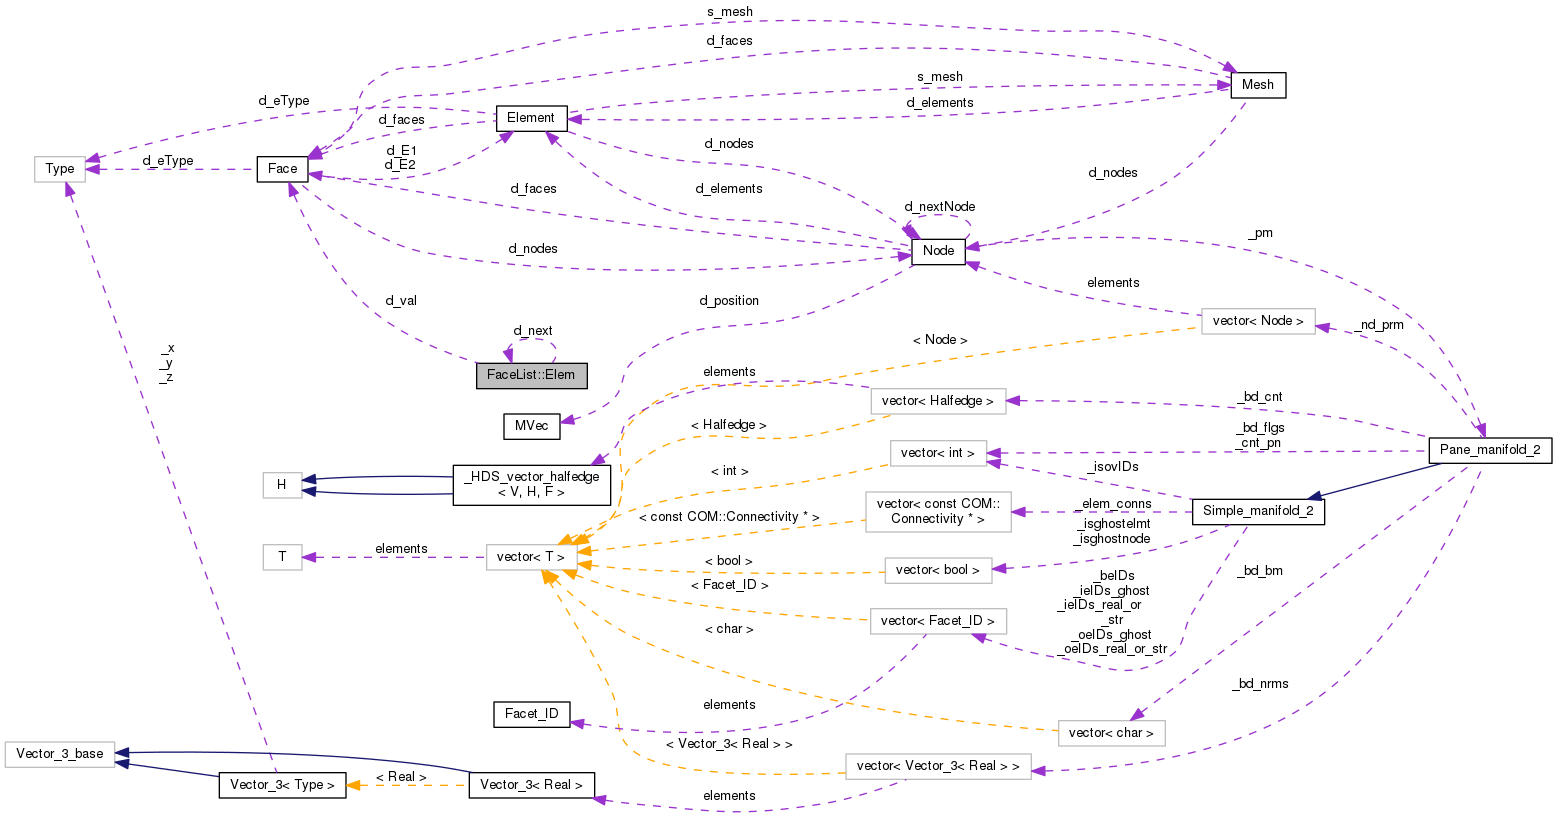 s_mesh
d_faces
s_mesh
Mesh
d_eType
d_elements
Element
d_faces
d_nodes
d_E1
d_E2
d_eType
Type
Face
d_nodes
d_faces
d_elements
d_nextNode
_pm
d_nodes
Node
elements
d_val
d_position
vector< Node >
_nd_prm
d_next
< Node >
_x
_y
_z
FaceList::Elem
elements
vector< Halfedge >
_bd_cnt
MVec
< Halfedge >
_bd_flgs
_cnt_pn
vector< int >
Pane_manifold_2
< int >
_isovIDs
H
_HDS_vector_halfedge
< V, H, F >
vector< const COM::
Connectivity * >
_elem_conns
Simple_manifold_2
< const COM::Connectivity * >
_isghostelmt
_isghostnode
T
elements
vector< T >
< bool >
vector< bool >
_bd_bm
< Facet_ID >
_beIDs
_ieIDs_ghost
_ieIDs_real_or
_str
_oeIDs_ghost
_oeIDs_real_or_str
vector< Facet_ID >
< char >
_bd_nrms
Facet_ID
elements
vector< char >
Vector_3_base
< Vector_3< Real > >
vector< Vector_3< Real > >
Vector_3< Type >
< Real >
Vector_3< Real >
elements